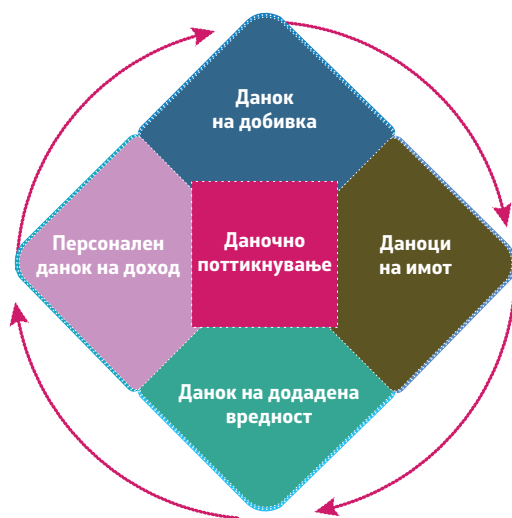 Данок
на добивка
Персонален
данок на доход
Даночно
поттикнување
Даноци
на имот
Данок на додадена
вредност